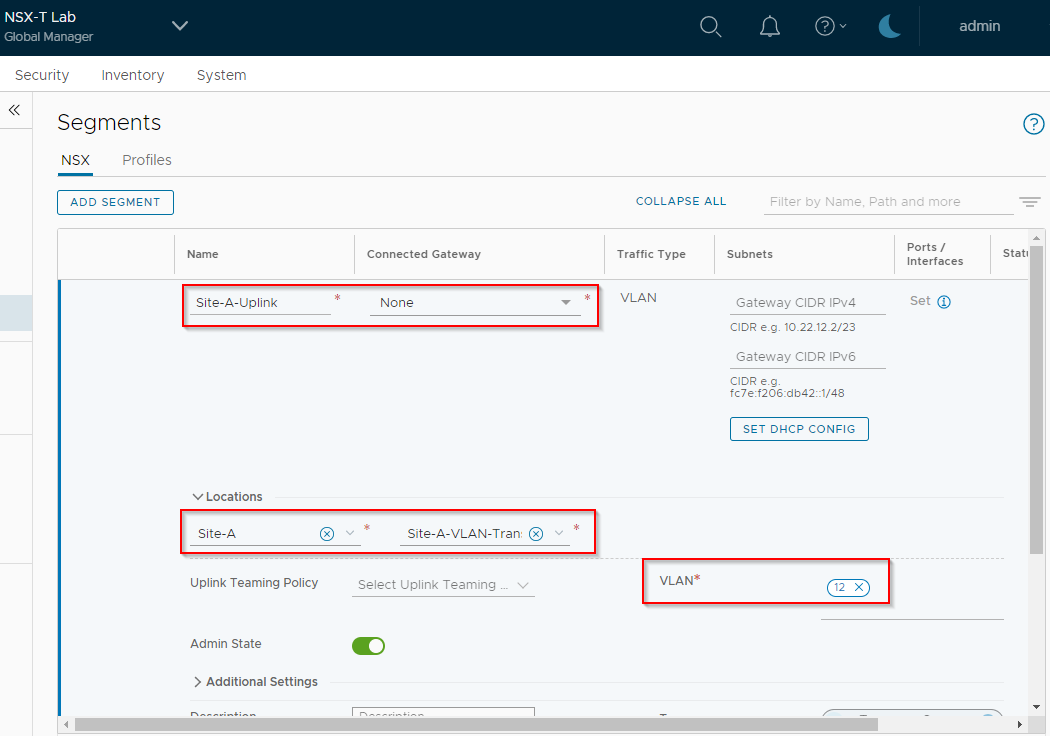 NSX-T Lab
Global Manager
admin
Security Inventory System
Segments
NSX Profiles
ADD SEGMENT
COLLAPSE ALL
Filter by Name, Path and more
Name Connected Gateway Traffic Type Subnets Ports / Interfaces
Site-A-Uplink * None * VLAN Gateway CIDR IPv4 Set
CIDR e.g. 10.22.12.2/23
Gateway CIDR IPv6
CIDR e.g.
fc7e:f206:db42::1/48
SET DHCP CONFIG
Locations
Site-A * Site-A-VLAN-Tran *
Uplink Teaming Policy Select Uplink Teaming ... VLAN* 12
Admin State
Additional Settings
Description Description